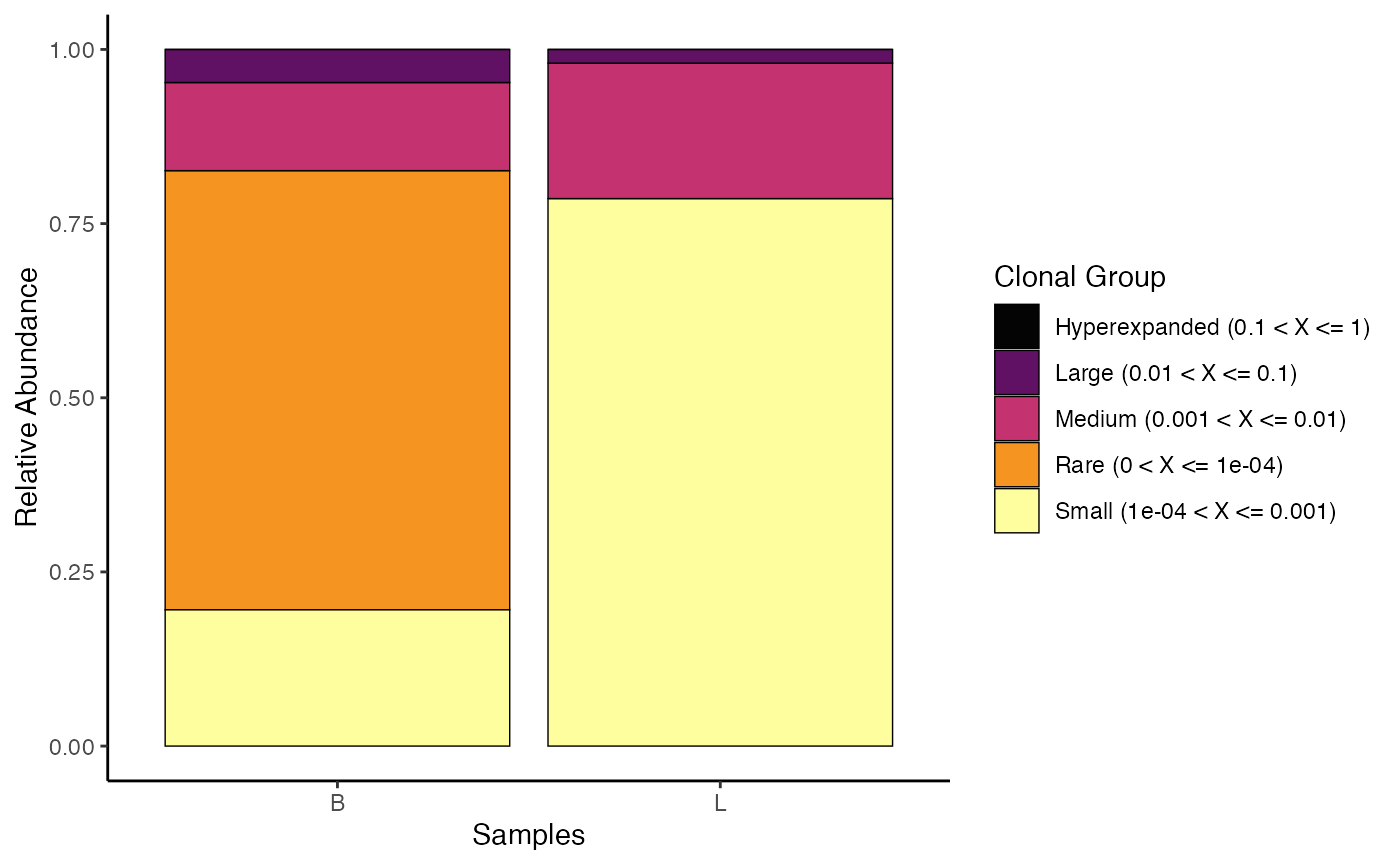 Relative Abundance
1.00
0.75
0.50
0.25
0.00
B
L
Samples
Clonal Group
Hyperexpanded (0.1 < X <= 1)
Large (0.01 < X <= 0.1)
Medium (0.001 < X <= 0.01)
Rare (0 < X <= 1e-04)
Small (1e-04 < X <= 0.001)